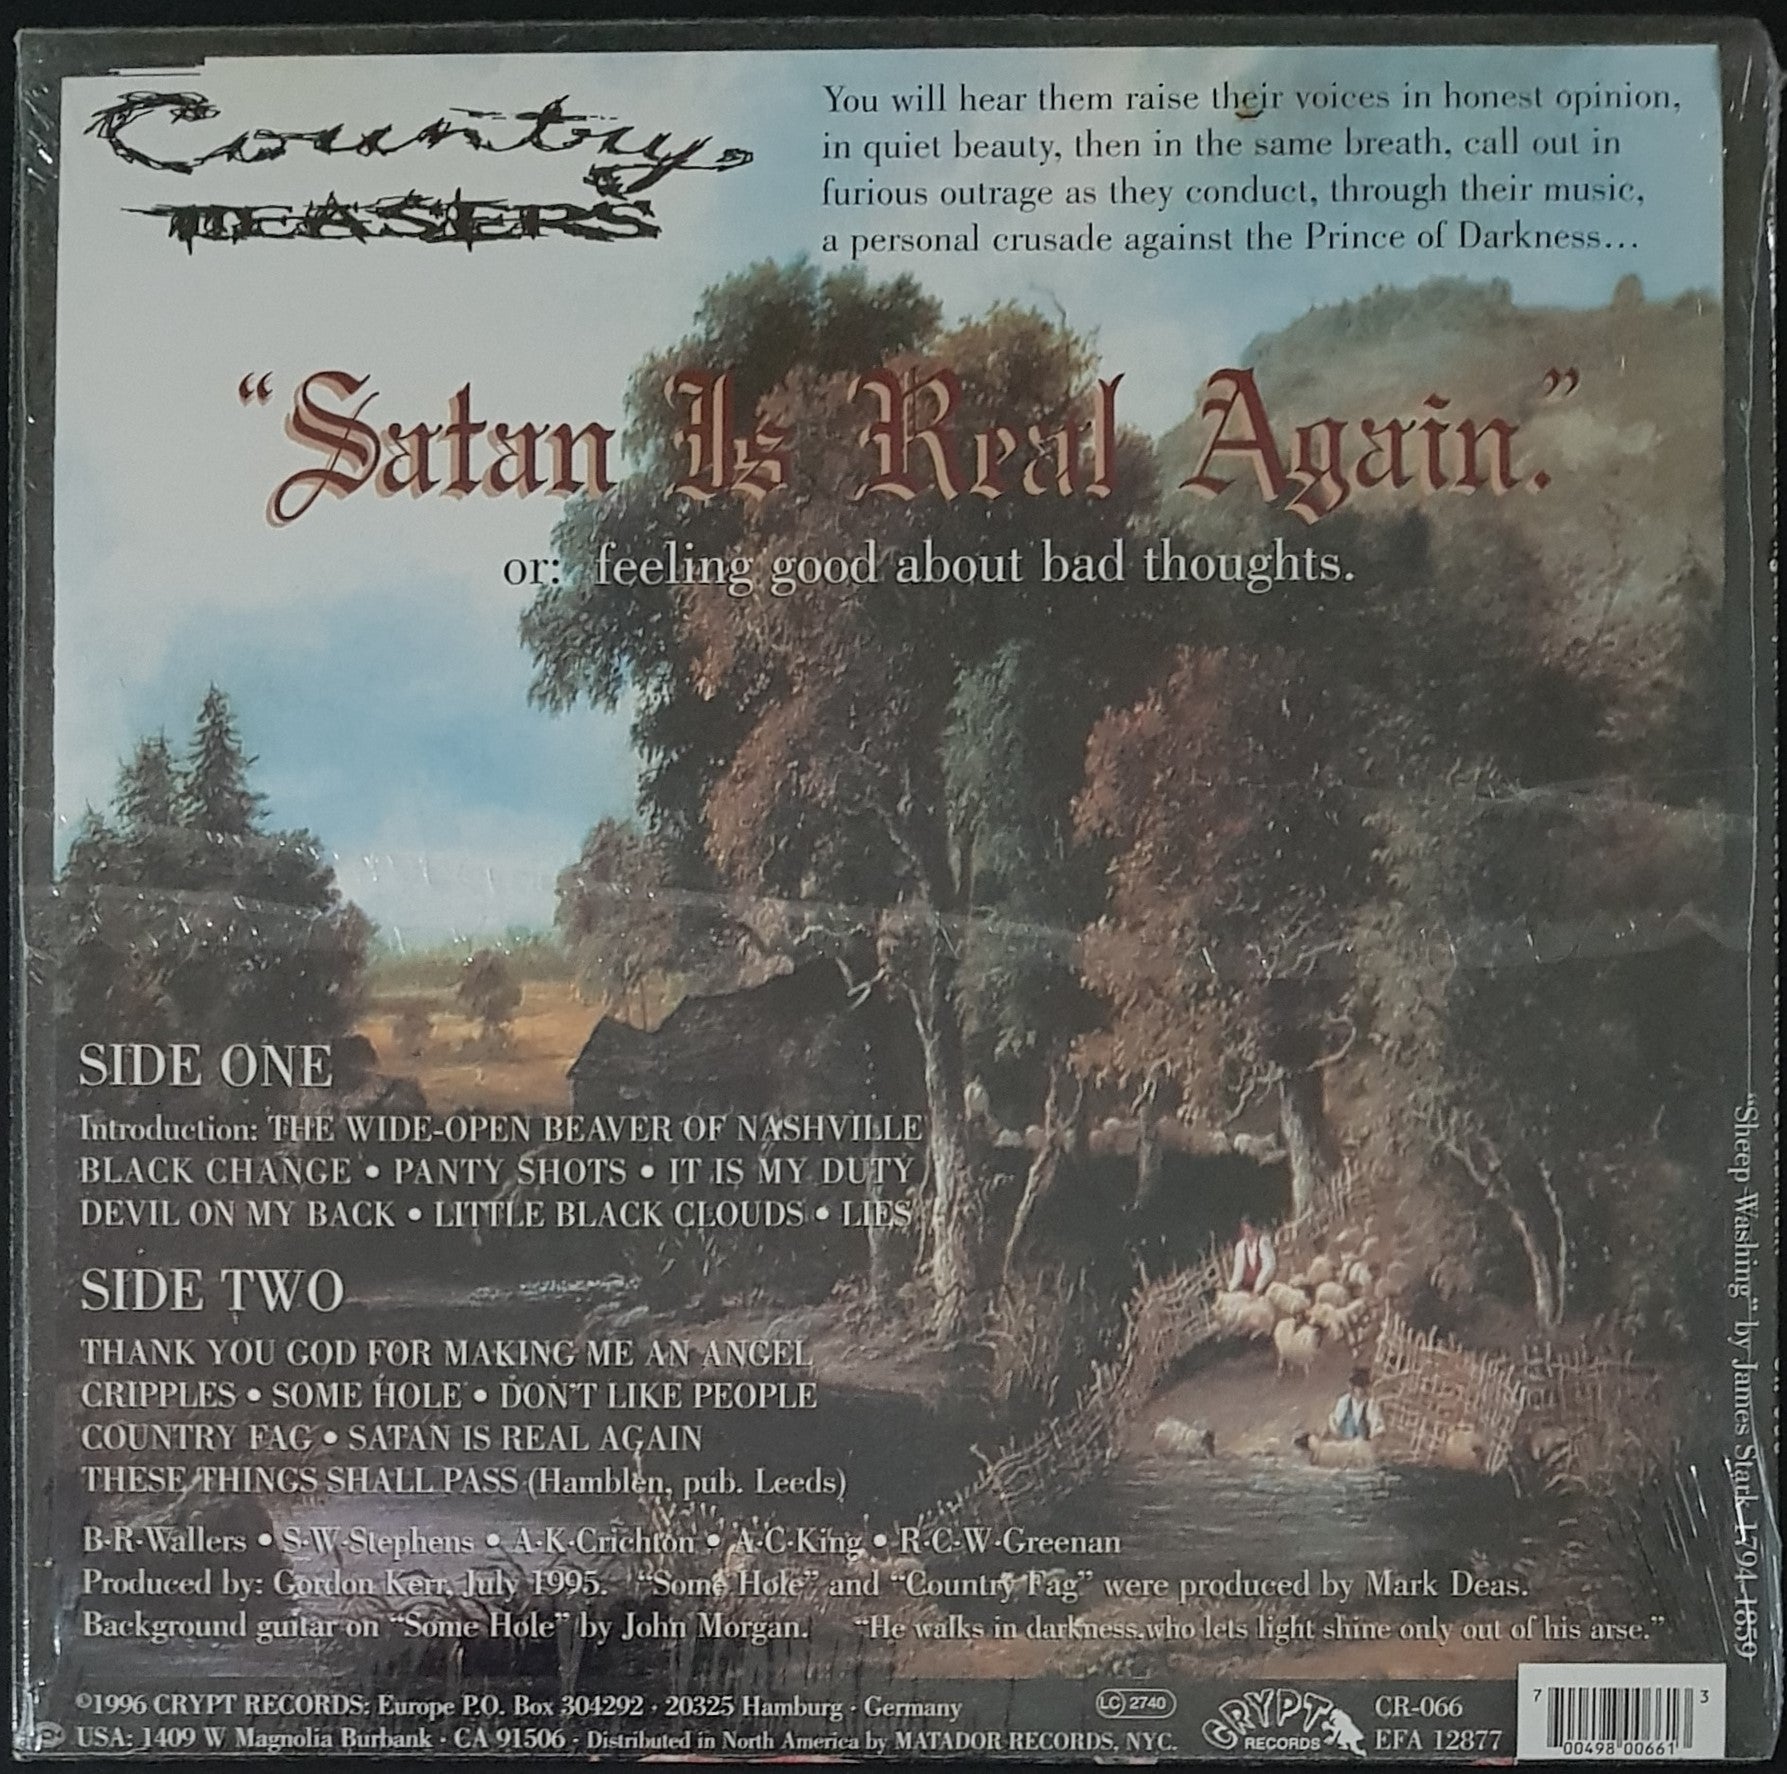 Country
TEASERS
You will hear them raise their voices in honest opinion,
in quiet beauty, then in the same breath, call out in
furious outrage as they conduct, through their music,
a personal crusade against the Prince of Darkness...
“Satan Is Real Again.”
or: feeling good about bad thoughts.
SIDE ONE
Introduction: THE WIDE-OPEN BEAVER OF NASHVILLE
BLACK CHANGE • PANTY SHOTS • IT IS MY DUTY
DEVIL ON MY BACK • LITTLE BLACK CLOUDS • LIES
SIDE TWO
THANK YOU GOD FOR MAKING ME AN ANGEL
CRIPPLES • SOME HOLE • DON'T LIKE PEOPLE
COUNTRY FAG • SATAN IS REAL AGAIN
THESE THINGS SHALL PASS (Hamblen, pub. Leeds)
B·R·Wallers • S·W·Stephens • A·K·Crichton • A·C·King • R·C·W·Greenan
Produced by: Gordon Kerr, July 1995. “Some Hole” and “Country Fag” were produced by Mark Deas.
Background guitar on “Some Hole” by John Morgan. “He walks in darkness who lets light shine only out of his arse.”
©1996 CRYPT RECORDS: Europe P.O. Box 304292 · 20325 Hamburg · Germany
℗ USA: 1409 W Magnolia Burbank · CA 91506 · Distributed in North America by MATADOR RECORDS, NYC.
LC 2740
CRYPT
RECORDS
CR-066
EFA 12877
7 00498 00661 3
“Sheep Washing” by James Stark 1794-1859